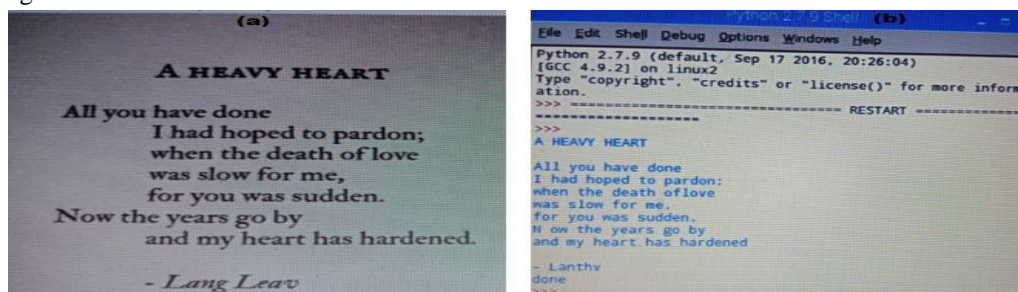 (a)
A HEAVY HEART
All you have done
I had hoped to pardon;
when the death of love
was slow for me,
for you was sudden.
Now the years go by
and my heart has hardened.
- Lang Leav
Python 2.7.9 Shell (b)
File Edit Shell Debug Options Windows Help
Python 2.7.9 (default, Sep 17 2016, 20:26:04)
[GCC 4.9.2] on linux2
Type "copyright", "credits" or "license()" for more inform
ation.
>>> ================================ RESTART ==========
===================
>>>
A HEAVY HEART
All you have done
I had hoped to pardon:
when the death oflove
was slow for me.
for you was sudden.
N ow the years go by
and my heart has hardened
- Lanthv
done
>>>